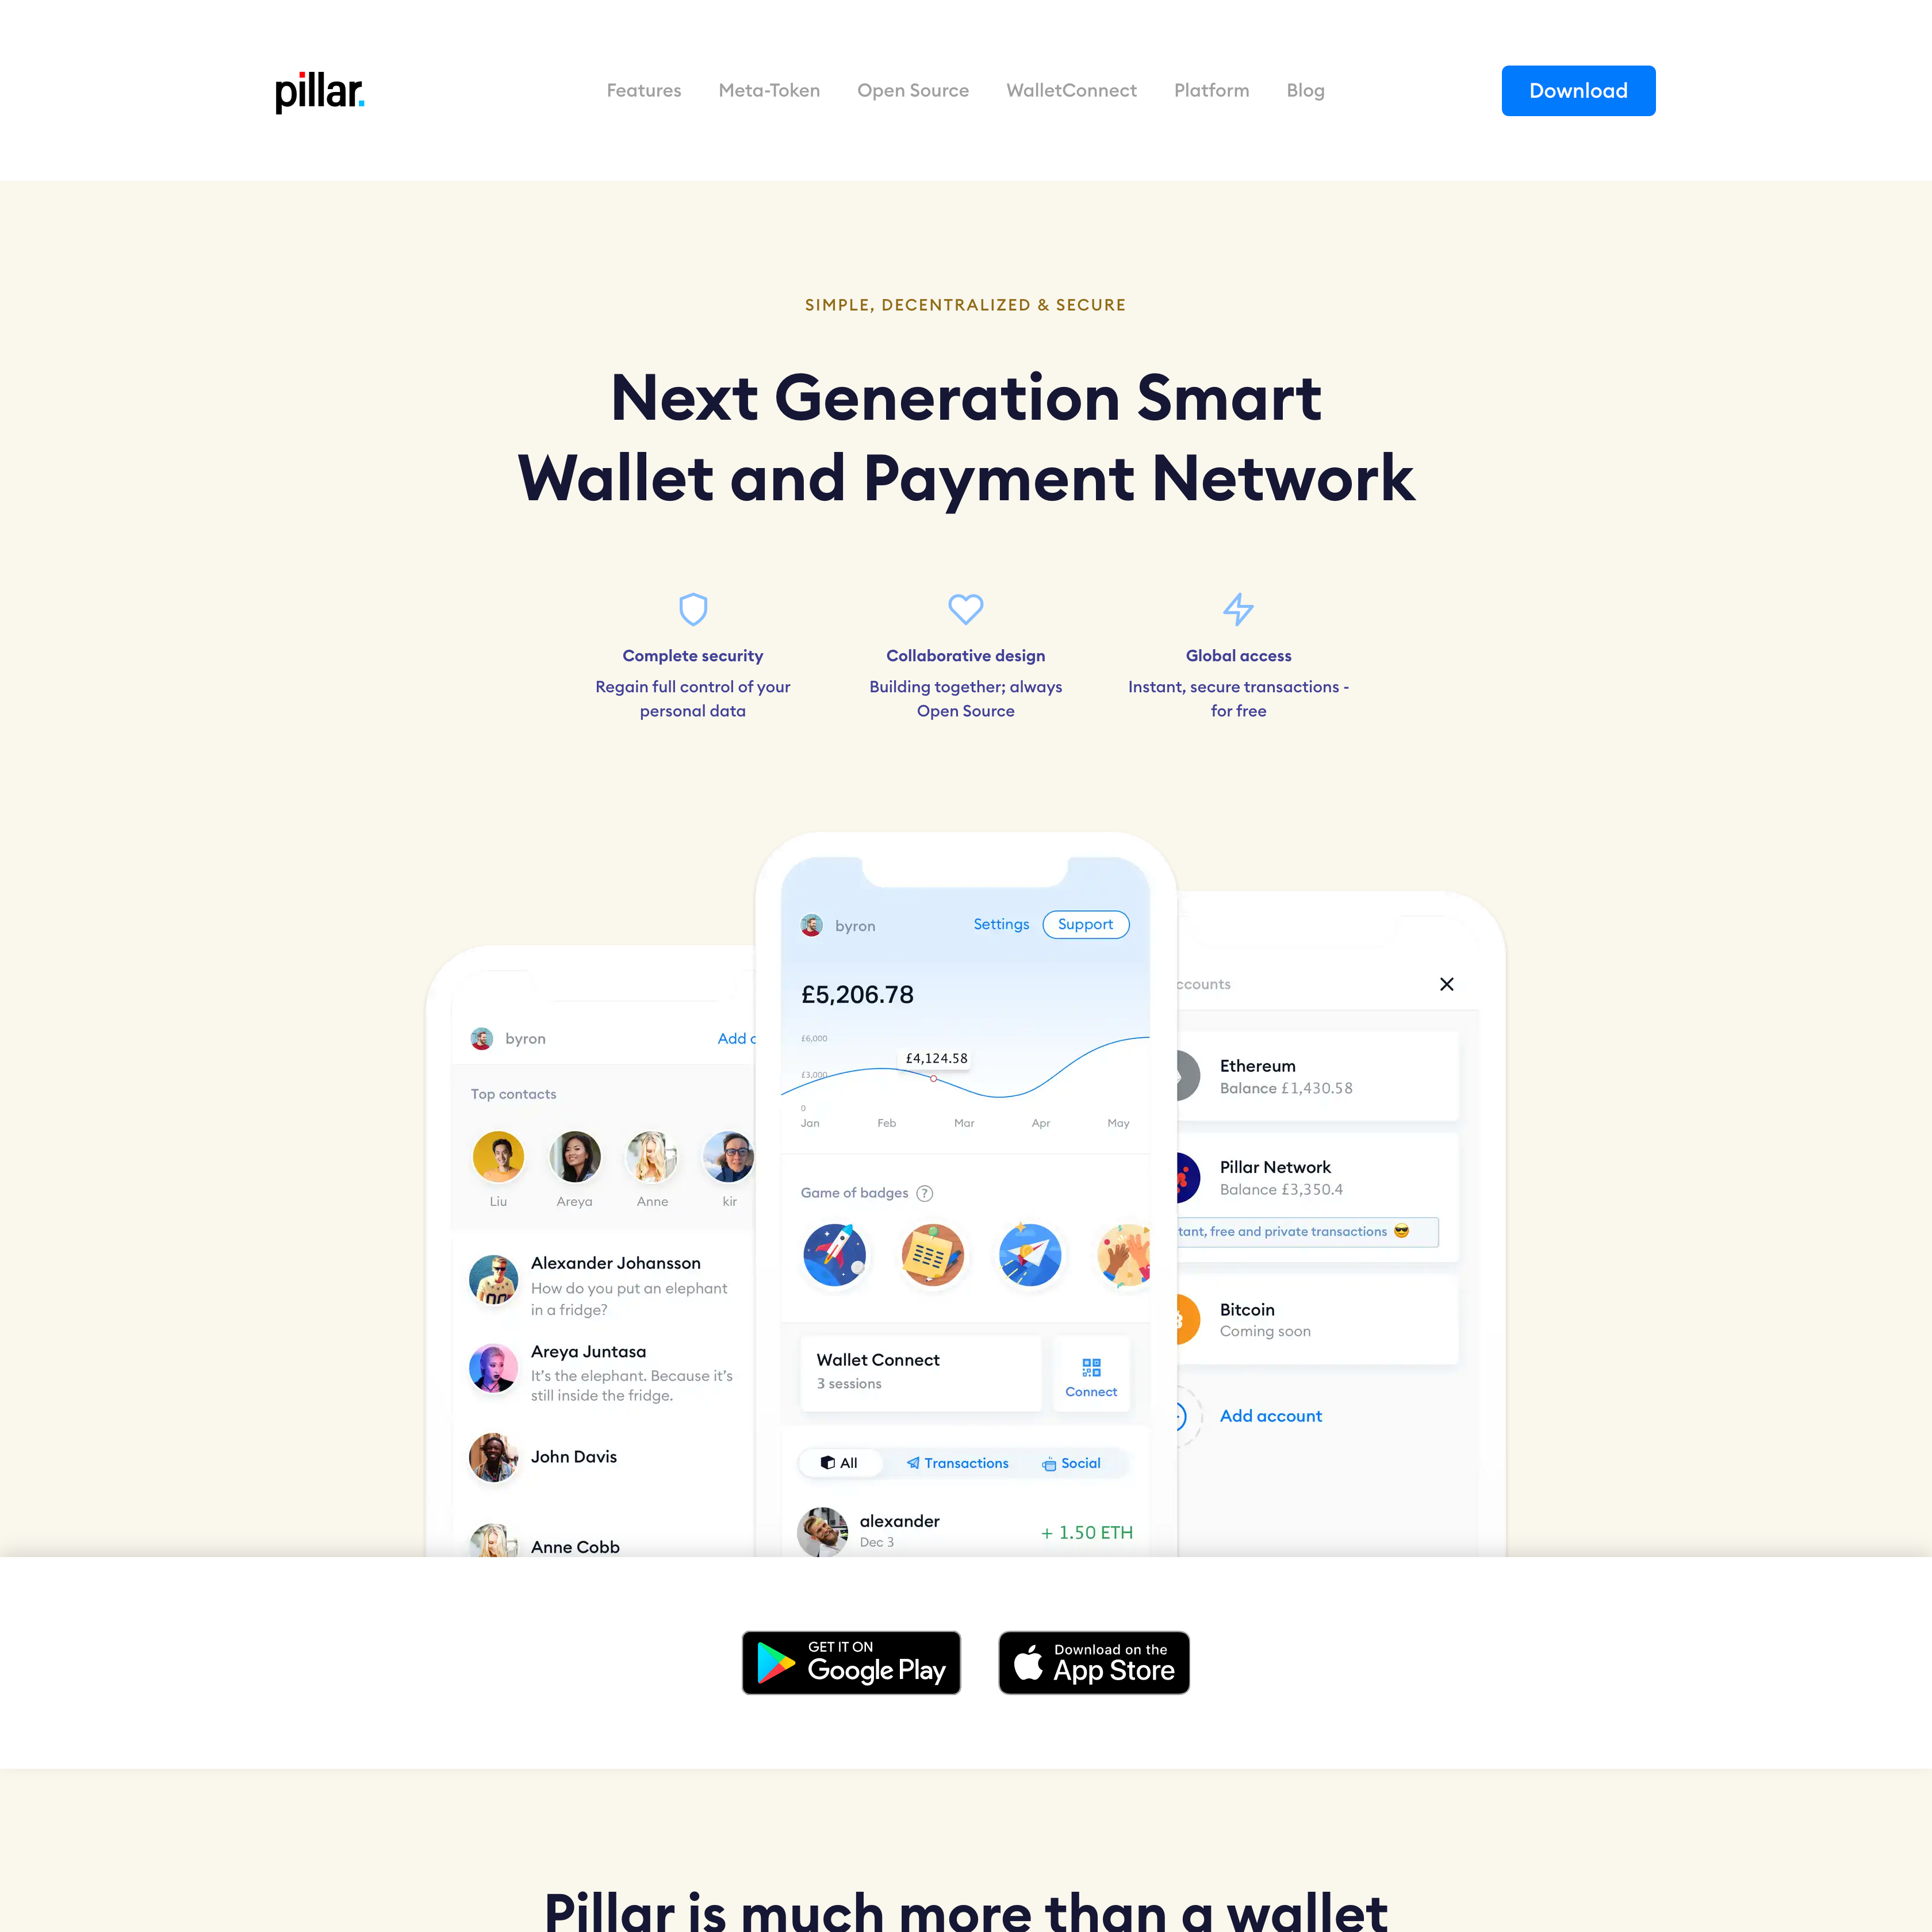 pillar.
Features
Meta-Token
Open Source
WalletConnect
Platform
Blog
Download
SIMPLE, DECENTRALIZED & SECURE
Next Generation Smart
Wallet and Payment Network
Complete security
Regain full control of your
personal data
Collaborative design
Building together; always
Open Source
Global access
Instant, secure transactions -
for free
byron
Add
Top contacts
Liu
Areya
Anne
kir
Alexander Johansson
How do you put an elephant
in a fridge?
Areya Juntasa
It's the elephant. Because it's
still inside the fridge.
John Davis
Anne Cobb
byron
Settings
Support
£5,206.78
£6,000
£4,124.58
£3,000
0
Jan
Feb
Mar
Apr
May
Game of badges ?
Wallet Connect
3 sessions
Connect
All
Transactions
Social
alexander
Dec 3
+ 1.50 ETH
ccounts
Ethereum
Balance £1,430.58
Pillar Network
Balance £3,350.4
tant, free and private transactions 😎
Bitcoin
Coming soon
Add account
GET IT ON
Google Play
Download on the
App Store
Pillar is much more than a wallet